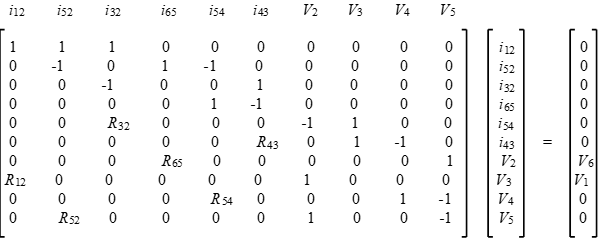 i12 i52 i32 i65 i54 i43 V2 V3 V4 V5
1 1 1 0 0 0 0 0 0 0 i12 0
0 -1 0 1 -1 0 0 0 0 0 i52 0
0 0 -1 0 0 1 0 0 0 0 i32 0
0 0 0 0 1 -1 0 0 0 0 i65 0
0 0 R32 0 0 0 -1 1 0 0 i54 0
0 0 0 0 0 R43 0 1 -1 0 i43 = 0
0 0 0 R65 0 0 0 0 0 1 V2 V6
R12 0 0 0 0 0 1 0 0 0 V3 V1
0 0 0 0 R54 0 0 0 1 -1 V4 0
0 R52 0 0 0 0 1 0 0 -1 V5 0